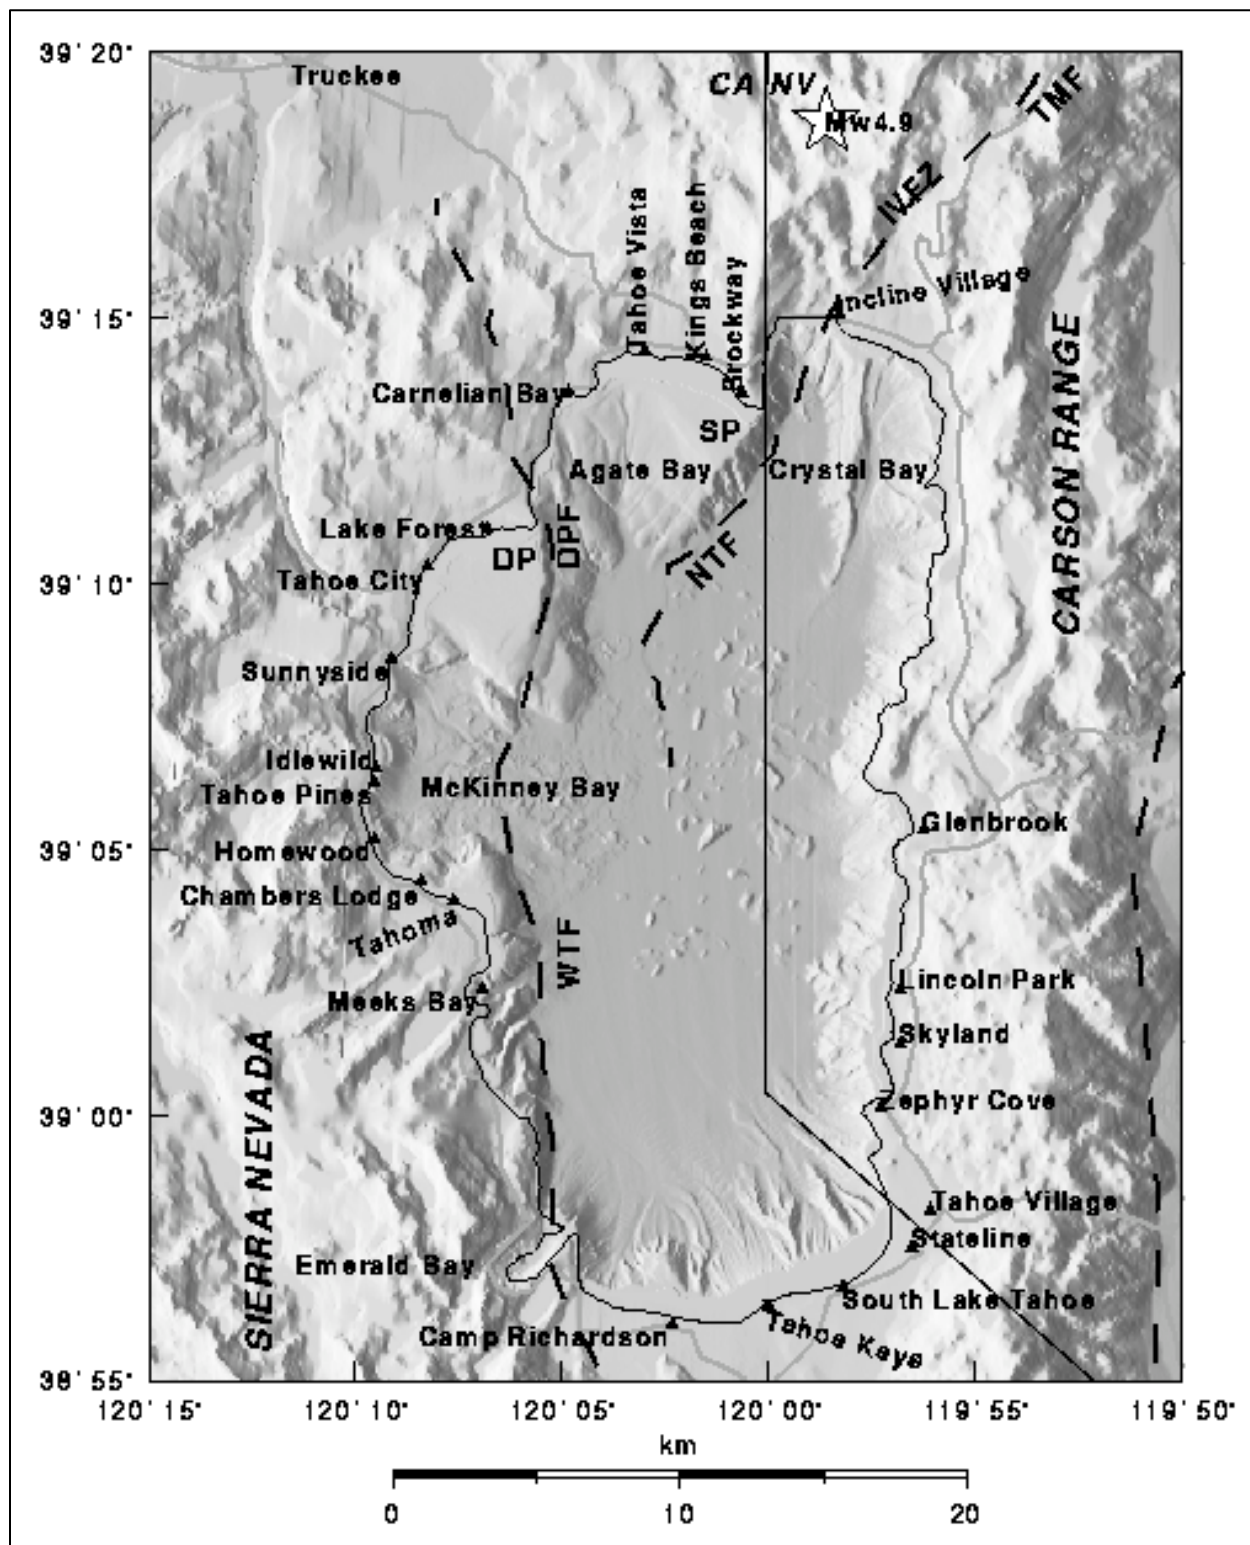 39' 20°
Truckee
CA NV
Mw4.9
TMF
IVFZ
Tahoe Vista
Kings Beach
Brockway
Incline Village
39' 15°
Carnelian Bay
SP
Agate Bay
Crystal Bay
CARSON RANGE
Lake Forest
DP
DPF
NTF
39' 10°
Tahoe City
Sunnyside
Idlewild
Tahoe Pines
McKinney Bay
Glenbrook
39' 05°
Homewood
Chambers Lodge
Tahoma
WTF
Lincoln Park
Meeks Bay
Skyland
39' 00°
Zephyr Cove
SIERRA NEVADA
Tahoe Village
Stateline
Emerald Bay
South Lake Tahoe
Camp Richardson
Tahoa Kaya
38' 55°
120' 15°
120' 10°
120' 05°
120' 00°
119' 55°
119' 50°
km
0
10
20